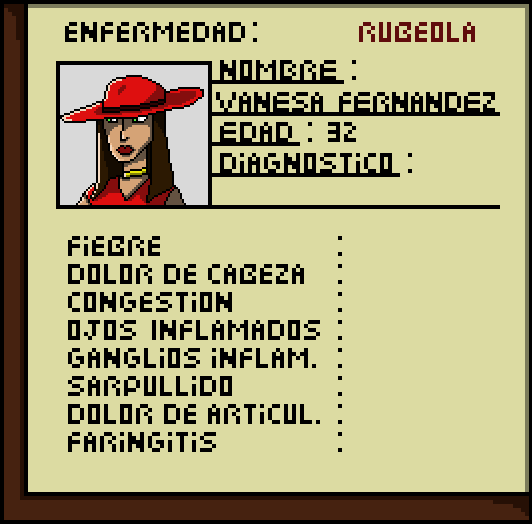 ENFERMEDAD: RUBEOLA
NOMBRE :
VANESA FERNANDEZ
EDAD : 32
DiAGNOSTiCO :
FiEBRE :
DOLOR DE CABEZA :
CONGESTiON :
OJOS INFLAMADOS :
GANGLiOS iNFLAM. :
SARPULLiDO :
DOLOR DE ARTiCUL. :
FARiNGiTiS :